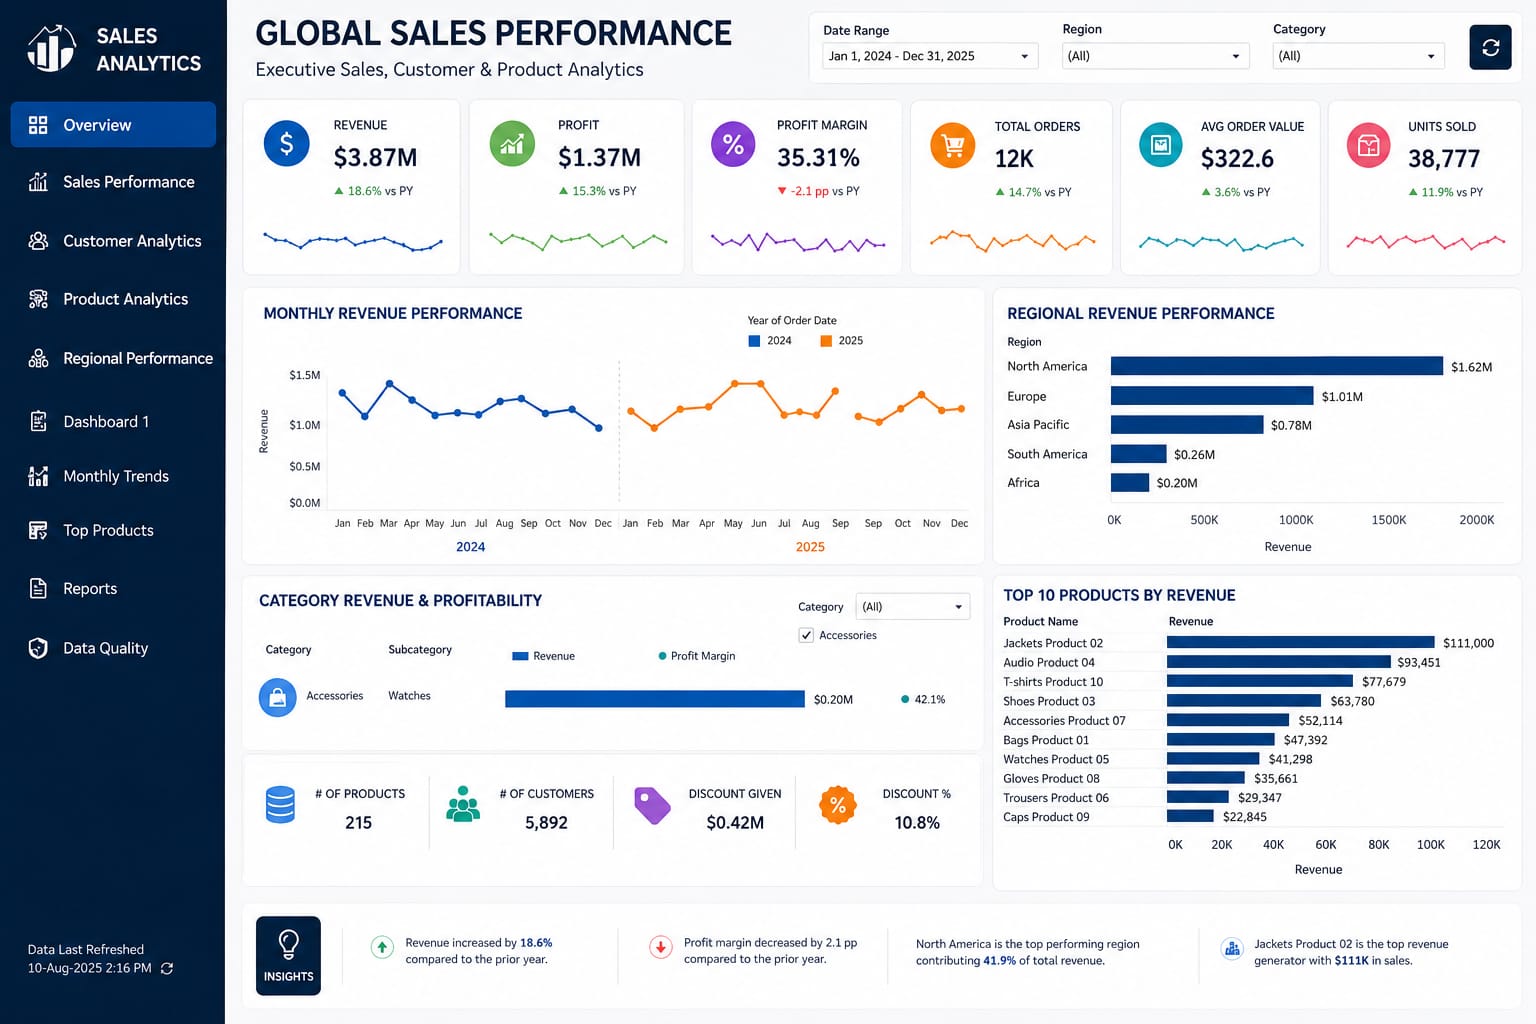 SALES
ANALYTICS
Overview
Sales Performance
Customer Analytics
Product Analytics
Regional Performance
Dashboard 1
Monthly Trends
Top Products
Reports
Data Quality
Data Last Refreshed
10-Aug-2025 2:16 PM
GLOBAL SALES PERFORMANCE
Executive Sales, Customer & Product Analytics
Date Range
Jan 1, 2024 - Dec 31, 2025
Region
(All)
Category
(All)
$
REVENUE
$3.87M
▲ 18.6% vs PY
PROFIT
$1.37M
▲ 15.3% vs PY
%
PROFIT MARGIN
35.31%
▼ -2.1 pp vs PY
TOTAL ORDERS
12K
▲ 14.7% vs PY
AVG ORDER VALUE
$322.6
▲ 3.6% vs PY
UNITS SOLD
38,777
▲ 11.9% vs PY
MONTHLY REVENUE PERFORMANCE
Year of Order Date
2024 2025
Revenue
$1.5M
$1.0M
$0.5M
$0.0M
Jan Feb Mar Apr May Jun Jul Aug Sep Oct Nov Dec Jan Feb Mar Apr May Jun Jul Aug Sep Sep Oct Nov Dec
2024 2025
REGIONAL REVENUE PERFORMANCE
Region
North America $1.62M
Europe $1.01M
Asia Pacific $0.78M
South America $0.26M
Africa $0.20M
0K 500K 1000K 1500K 2000K
Revenue
CATEGORY REVENUE & PROFITABILITY
Category (All)
Accessories
Category Subcategory Revenue Profit Margin
Accessories Watches $0.20M 42.1%
# OF PRODUCTS
215
# OF CUSTOMERS
5,892
DISCOUNT GIVEN
$0.42M
%
DISCOUNT %
10.8%
TOP 10 PRODUCTS BY REVENUE
Product Name Revenue
Jackets Product 02 $111,000
Audio Product 04 $93,451
T-shirts Product 10 $77,679
Shoes Product 03 $63,780
Accessories Product 07 $52,114
Bags Product 01 $47,392
Watches Product 05 $41,298
Gloves Product 08 $35,661
Trousers Product 06 $29,347
Caps Product 09 $22,845
0K 20K 40K 60K 80K 100K 120K
Revenue
INSIGHTS
Revenue increased by 18.6%
compared to the prior year.
Profit margin decreased by 2.1 pp
compared to the prior year.
North America is the top performing region
contributing 41.9% of total revenue.
Jackets Product 02 is the top revenue
generator with $111K in sales.